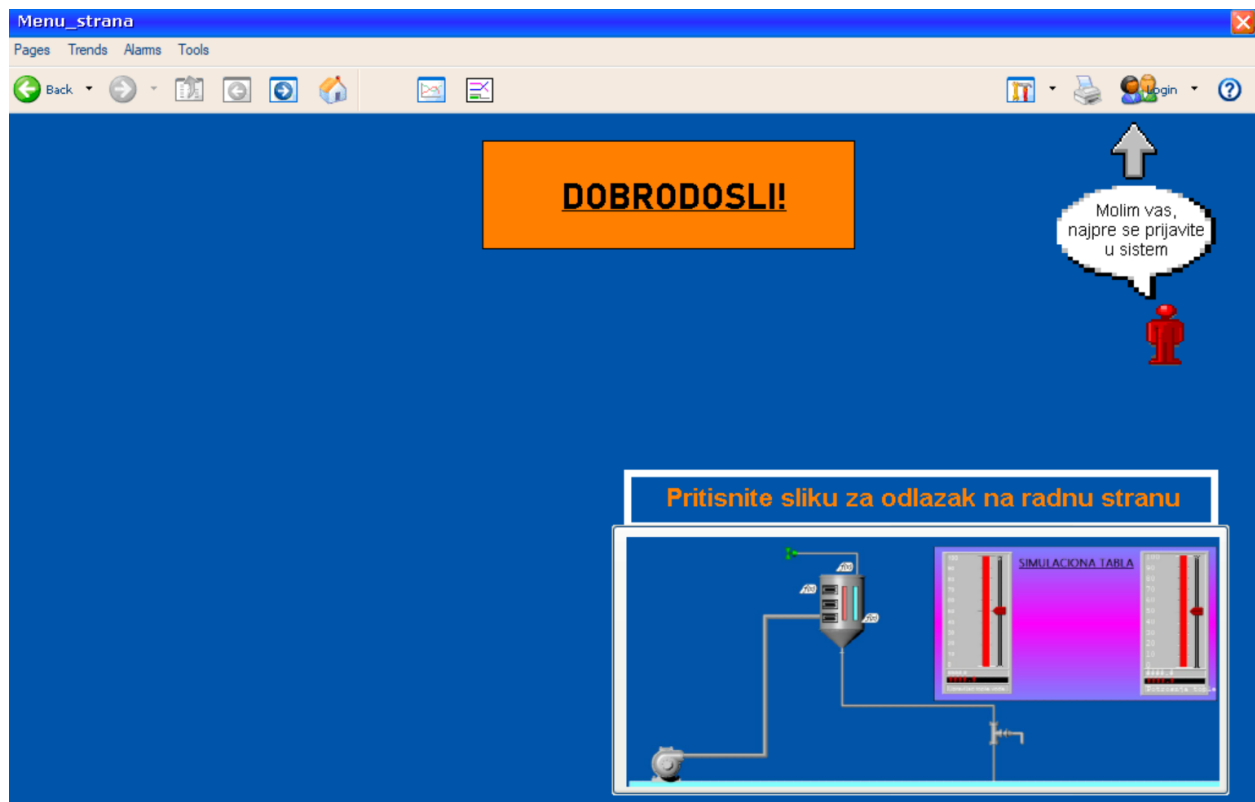 Menu_strana
Pages Trends Alarms Tools
Back
Login
DOBRODOSLI!
Molim vas,
najpre se prijavite
u sistem
Pritisnite sliku za odlazak na radnu stranu
SIMULACIONA TABLA